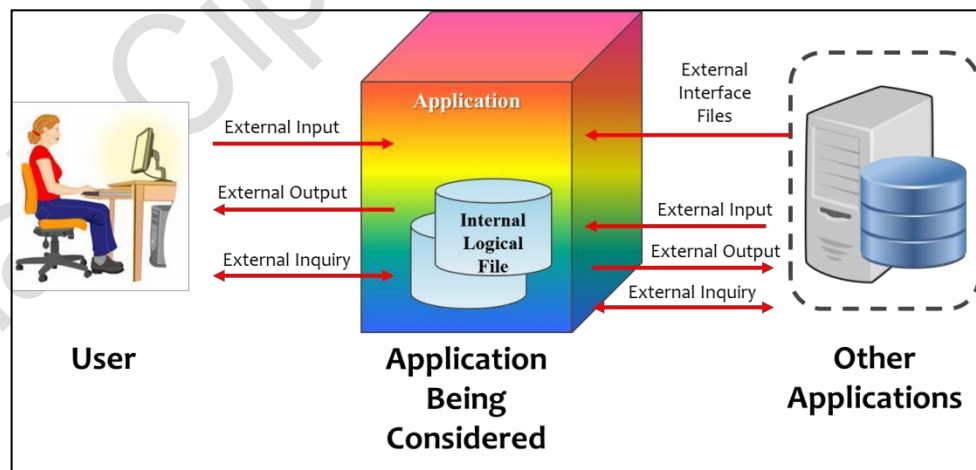 Application
External Input
External Output
External Inquiry
Internal
Logical
File
External
Interface
Files
External Input
External Output
External Inquiry
User
Application
Being
Considered
Other
Applications